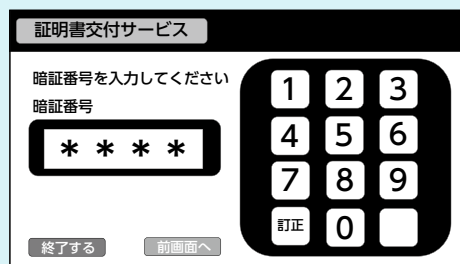 証明書交付サービス
暗証番号を入力してください
暗証番号
＊＊＊＊
1 2 3
4 5 6
7 8 9
訂正 0
終了する 前画面へ